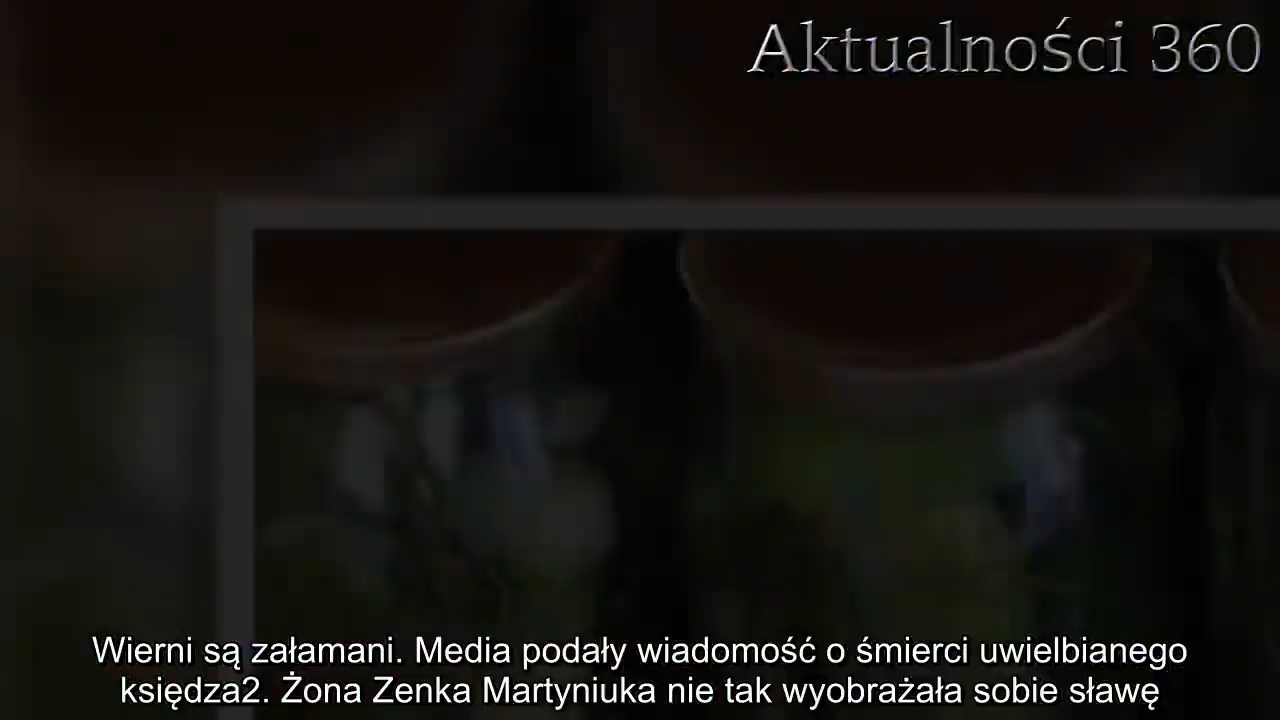 Aktualności 360
Wierni są załamani. Media podały wiadomość o śmierci uwielbianego
księdza2. Żona Zenka Martyniuka nie tak wyobrażała sobie sławę